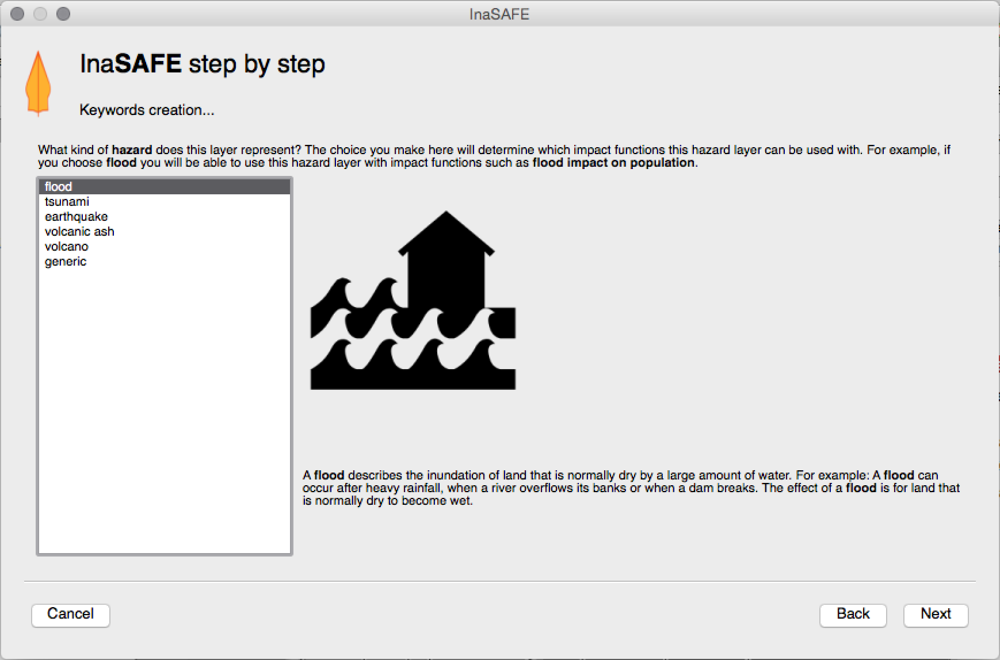 InaSAFE
InaSAFE step by step
Keywords creation...
What kind of hazard does this layer represent? The choice you make here will determine which impact functions this hazard layer can be used with. For example, if
you choose flood you will be able to use this hazard layer with impact functions such as flood impact on population.
flood
tsunami
earthquake
volcanic ash
volcano
generic
A flood describes the inundation of land that is normally dry by a large amount of water. For example: A flood can
occur after heavy rainfall, when a river overflows its banks or when a dam breaks. The effect of a flood is for land that
is normally dry to become wet.
Cancel
Back
Next